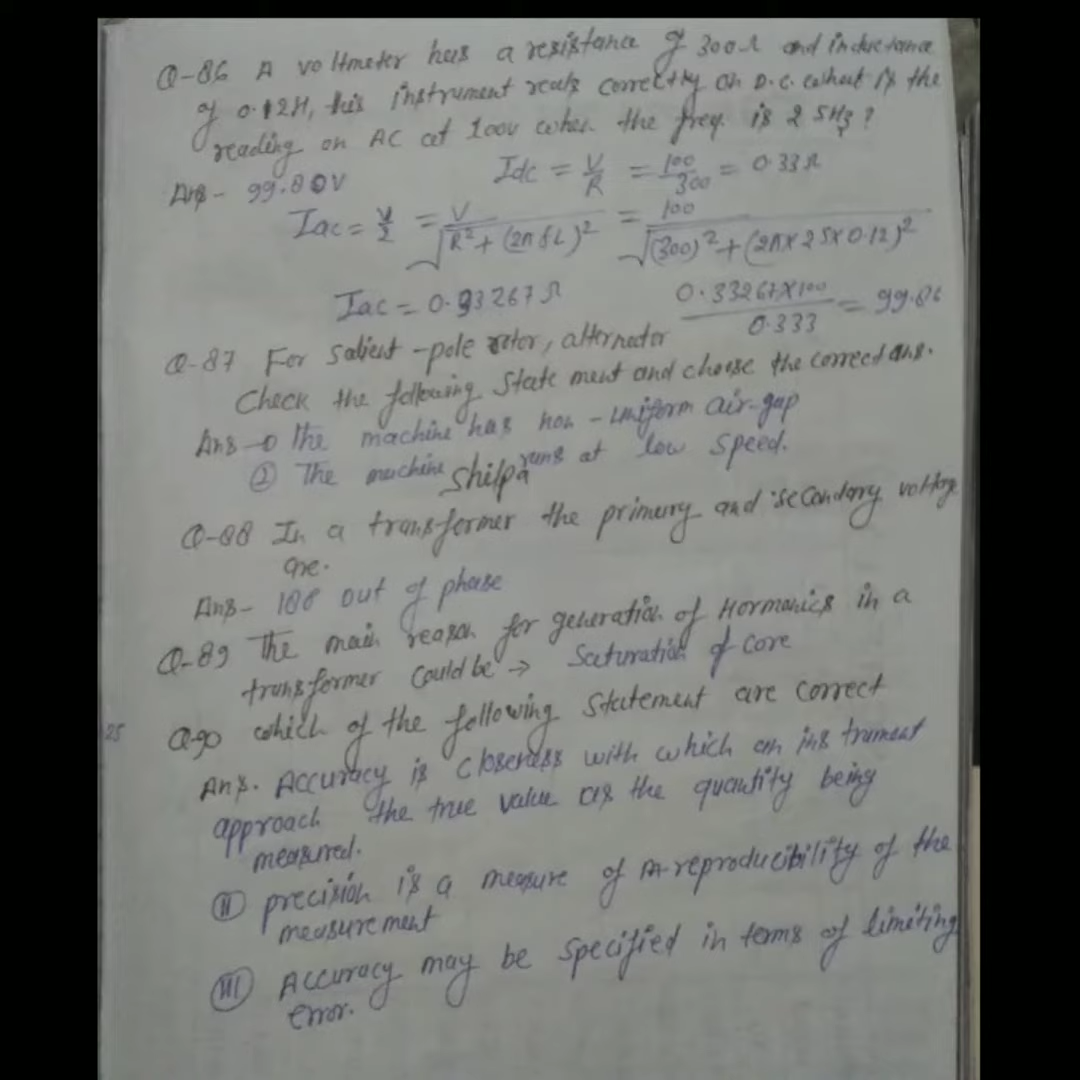 Q-86 A voltmeter has a resistance of 300Ω and inductance
of 0.12H, this instrument reads correctly on D.C. what is the
reading on AC at 100v when the freq. is 25Hz?
Ans - 99.80V
Idc = V/R = 100/300 = 0.33Ω
Iac = V/Z = V/√R²+(2πfL)² = 100/√(300)²+(2π×25×0.12)²
Iac = 0.33267Ω
0.33267×100/0.333 = 99.86
Q-87 For salient-pole rotor, alternator
Check the following statement and choose the correct ans.
Ans → ① The machine has non-uniform air-gap
② The machine runs at low speed.
Shilpa
Q-88 In a transformer the primary and secondary voltage
are.
Ans- 180 out of phase
Q-89 The main reason for generation of Hormonics in a
transformer could be → Saturation of core
25
Q-90 which of the following Statement are correct
Ans. Accuracy is closeness with which an instrument
approach the true value as the quantity being
measured.
(II) precision is a measure of reproducibility of the
measurement
(III) Accuracy may be specified in terms of limiting
error.